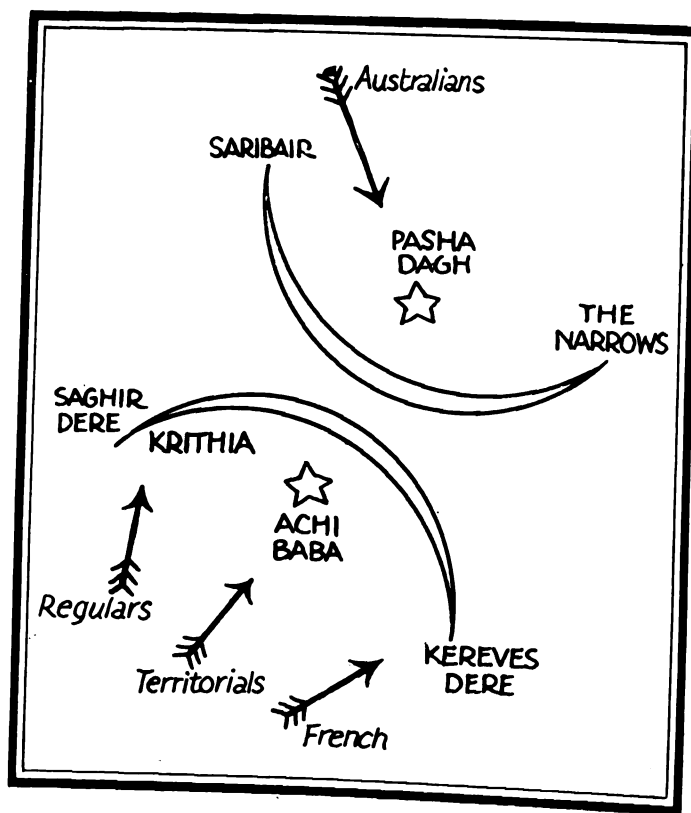 Australians
SARIBAIR
PASHA
DAGH
THE
NARROWS
SAGHIR
DERE
KRITHIA
ACHI
BABA
Regulars
Territorials
KEREVES
DERE
French